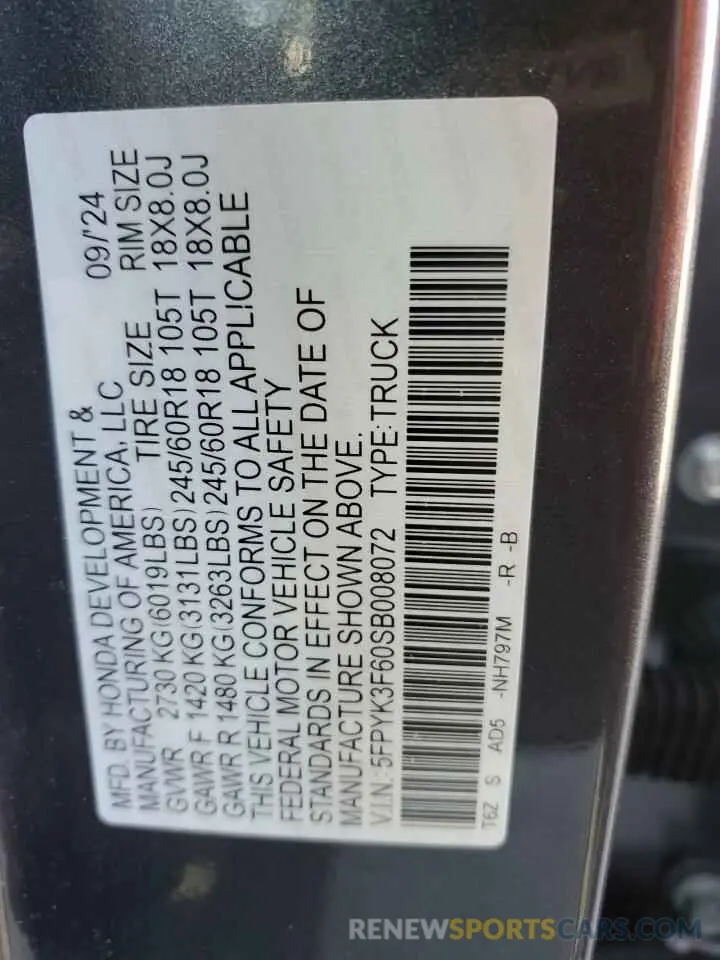 MFD. BY HONDA DEVELOPMENT & 09/'24
MANUFACTURING OF AMERICA, LLC
GVWR 2730 KG(6019LBS) TIRE SIZE RIM SIZE
GAWR F 1420 KG(3131LBS)245/60R18 105T 18X8.0J
GAWR R 1480 KG(3263LBS)245/60R18 105T 18X8.0J
THIS VEHICLE CONFORMS TO ALL APPLICABLE
FEDERAL MOTOR VEHICLE SAFETY
STANDARDS IN EFFECT ON THE DATE OF
MANUFACTURE SHOWN ABOVE.
V.I.N.:5FPYK3F60SB008072 TYPE:TRUCK
T6Z S AD5 -NH797M -R -B
RENEWSPORTSCARS.COM